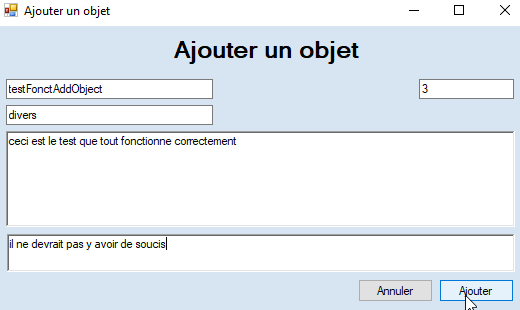 Ajouter un objet
Ajouter un objet
testFonctAddObject
3
divers
ceci est le test que tout fonctionne correctement
il ne devrait pas y avoir de soucis
Annuler
Ajouter